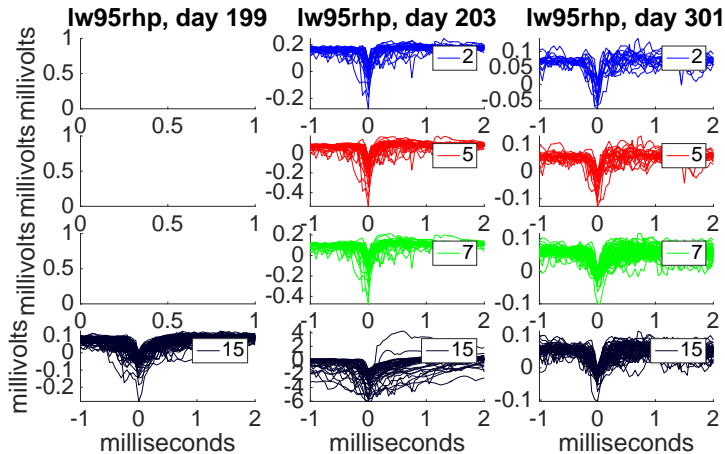 lw95rhp, day 199 lw95rhp, day 203 lw95rhp, day 301
millivolts 1 0.5 0 0 0.5 1
0.2 0 -0.2 -1 0 1 2 2
0.05 0 -0.05 -1 0 1 2 2
millivolts 1 0.5 0 0 0.5 1
0 -0.2 -0.4 -1 0 1 2 5
0.1 0 -0.1 -1 0 1 2 5
millivolts 1 0.5 0 0 0.5 1
0.2 0 -0.2 -0.4 -1 0 1 2 7
0.1 0 -0.1 -1 0 1 2 7
millivolts 0.1 0 -0.1 -0.2 -1 0 1 2 15
4 2 0 -2 -4 -6 -1 0 1 2 15
0.1 0 -0.1 -1 0 1 2 15
milliseconds milliseconds milliseconds